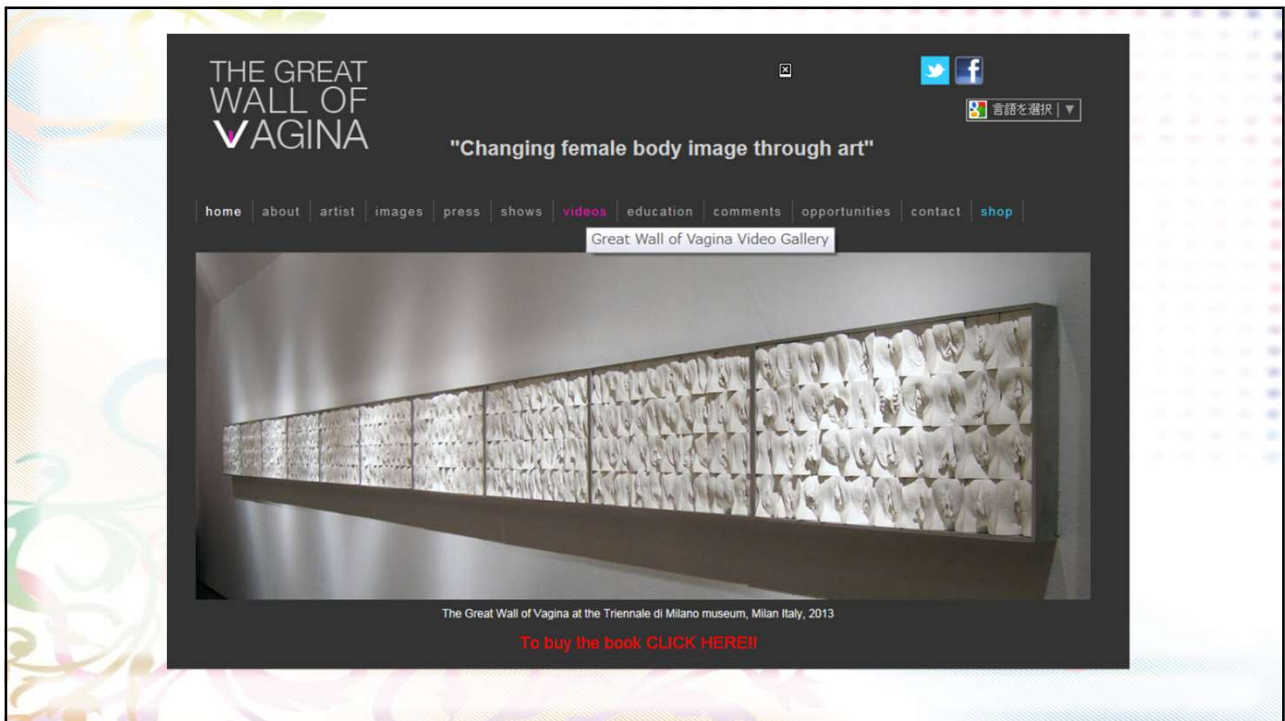 THE GREAT
WALL OF
VAGINA
言語を選択 | ▼
"Changing female body image through art"
home about artist images press shows videos education comments opportunities contact shop
Great Wall of Vagina Video Gallery
The Great Wall of Vagina at the Triennale di Milano museum, Milan Italy, 2013
To buy the book CLICK HERE!!